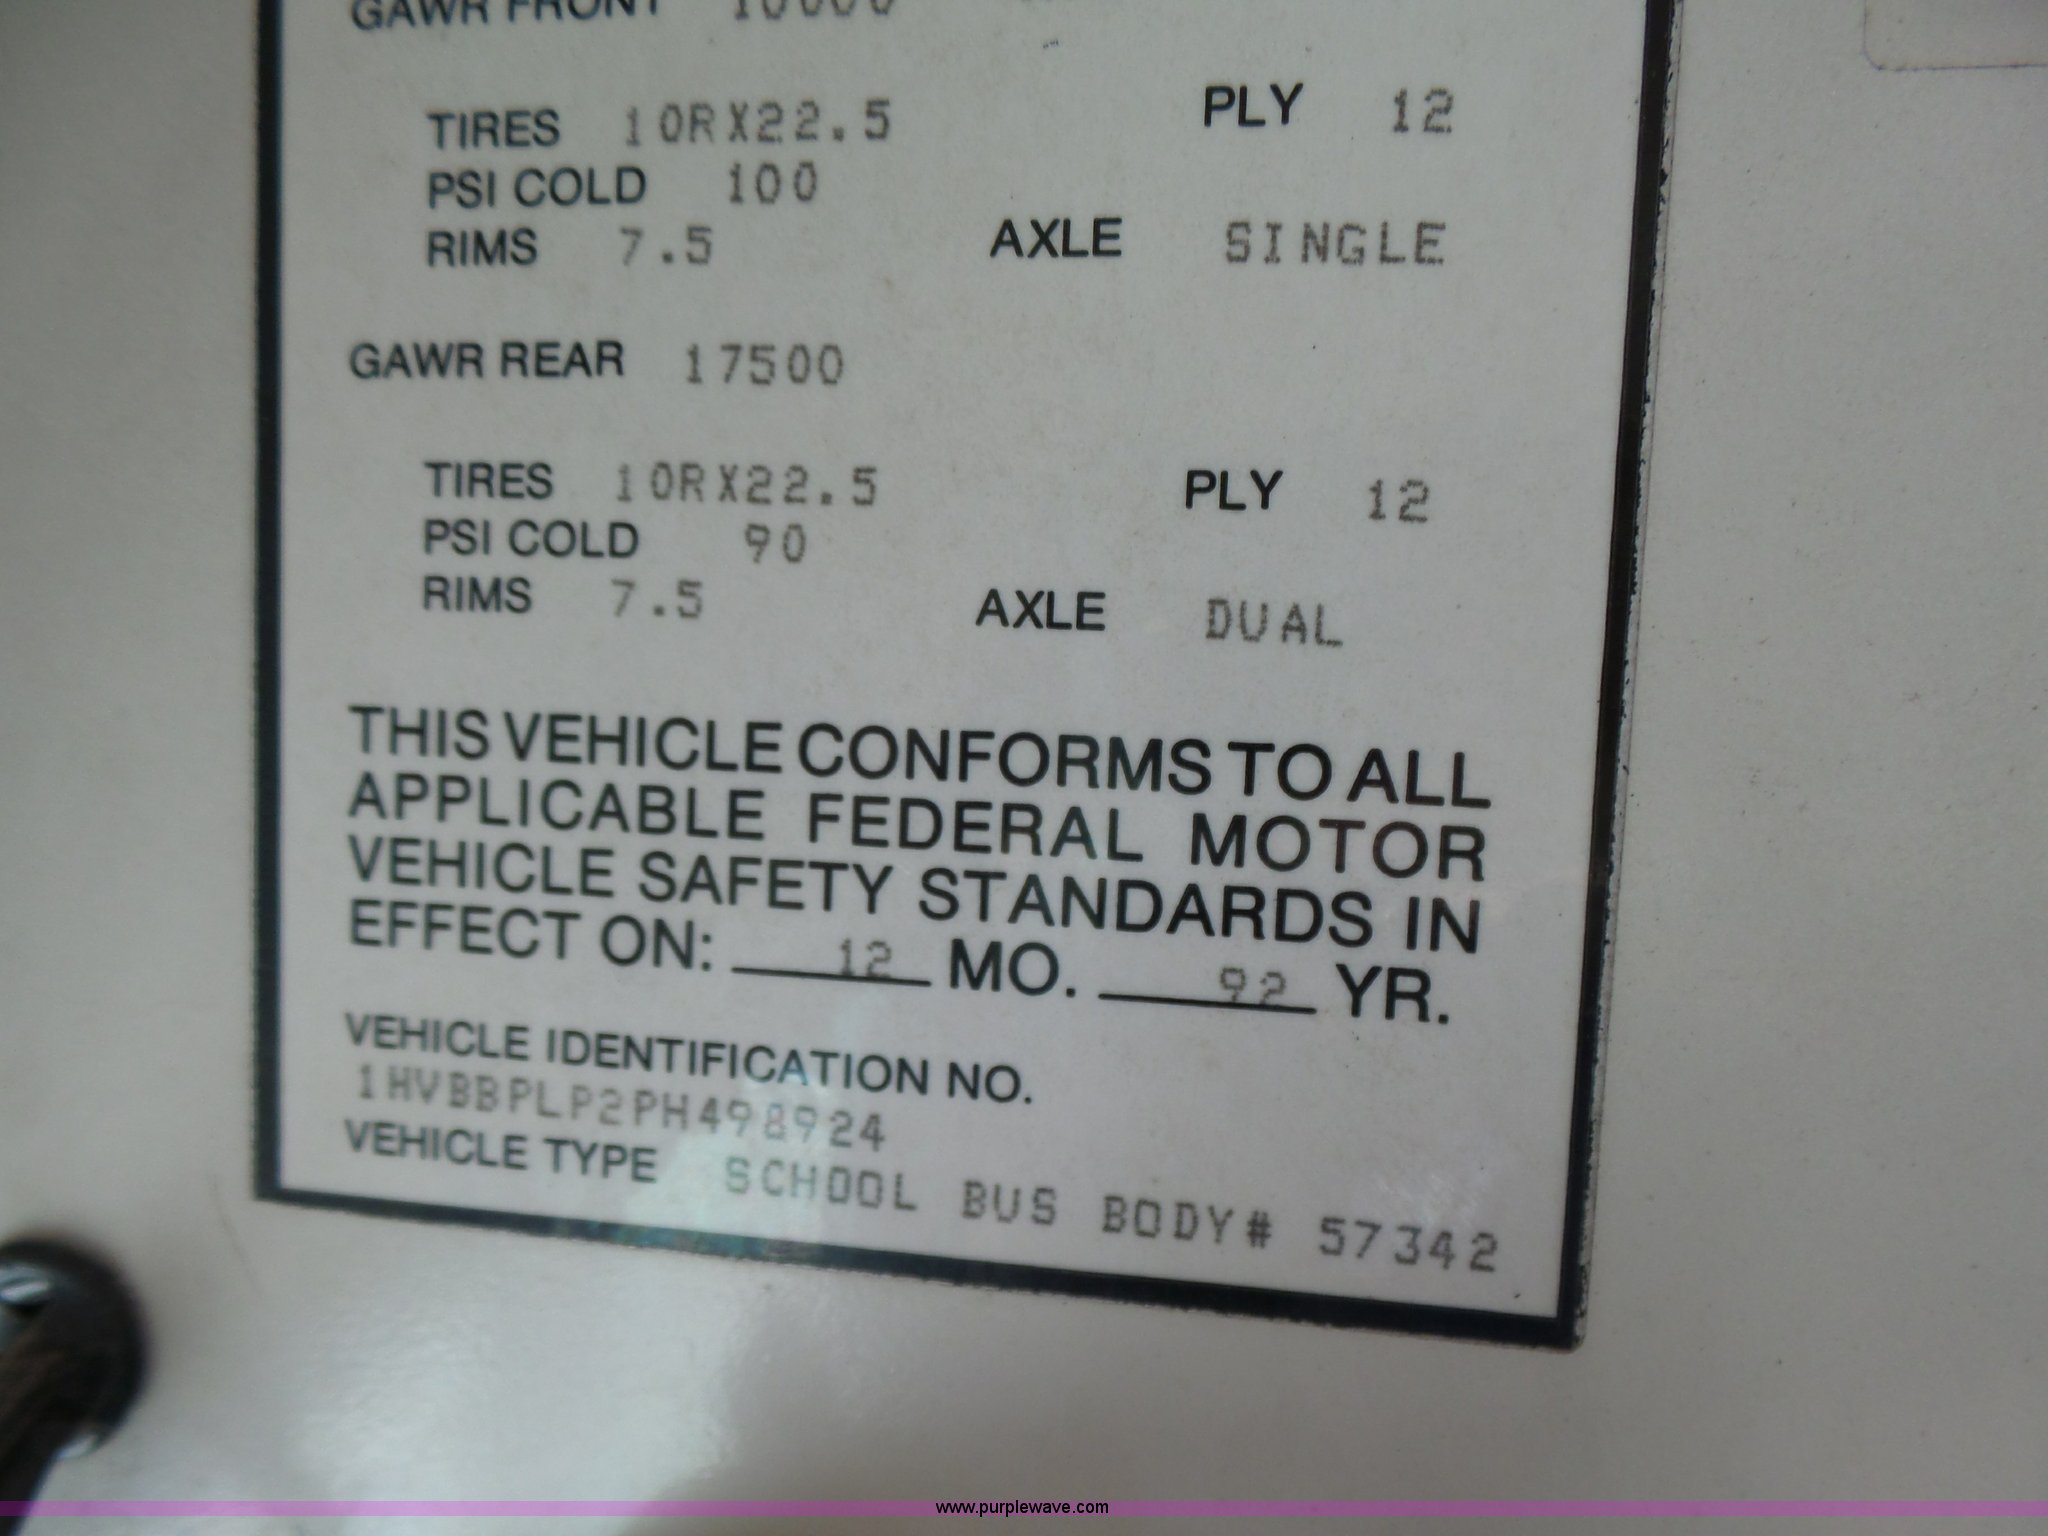 GAWR FRONT 10000
TIRES 10RX22.5 PLY 12
PSI COLD 100
RIMS 7.5 AXLE SINGLE
GAWR REAR 17500
TIRES 10RX22.5 PLY 12
PSI COLD 90
RIMS 7.5 AXLE DUAL
THIS VEHICLE CONFORMS TO ALL
APPLICABLE FEDERAL MOTOR
VEHICLE SAFETY STANDARDS IN
EFFECT ON: 12 MO. 92 YR.
VEHICLE IDENTIFICATION NO.
1HVBBPLP2PH498924
VEHICLE TYPE SCHOOL BUS BODY# 57342
www.purplewave.com